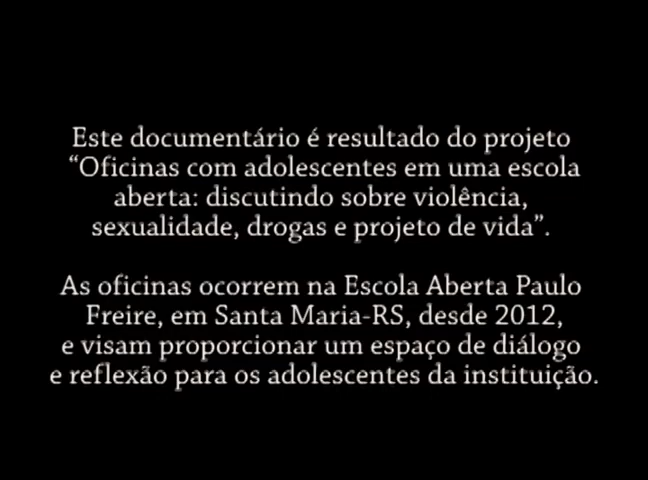 Este documentário é resultado do projeto
“Oficinas com adolescentes em uma escola
aberta: discutindo sobre violência,
sexualidade, drogas e projeto de vida”.
As oficinas ocorrem na Escola Aberta Paulo
Freire, em Santa Maria-RS, desde 2012,
e visam proporcionar um espaço de diálogo
e reflexão para os adolescentes da instituição.